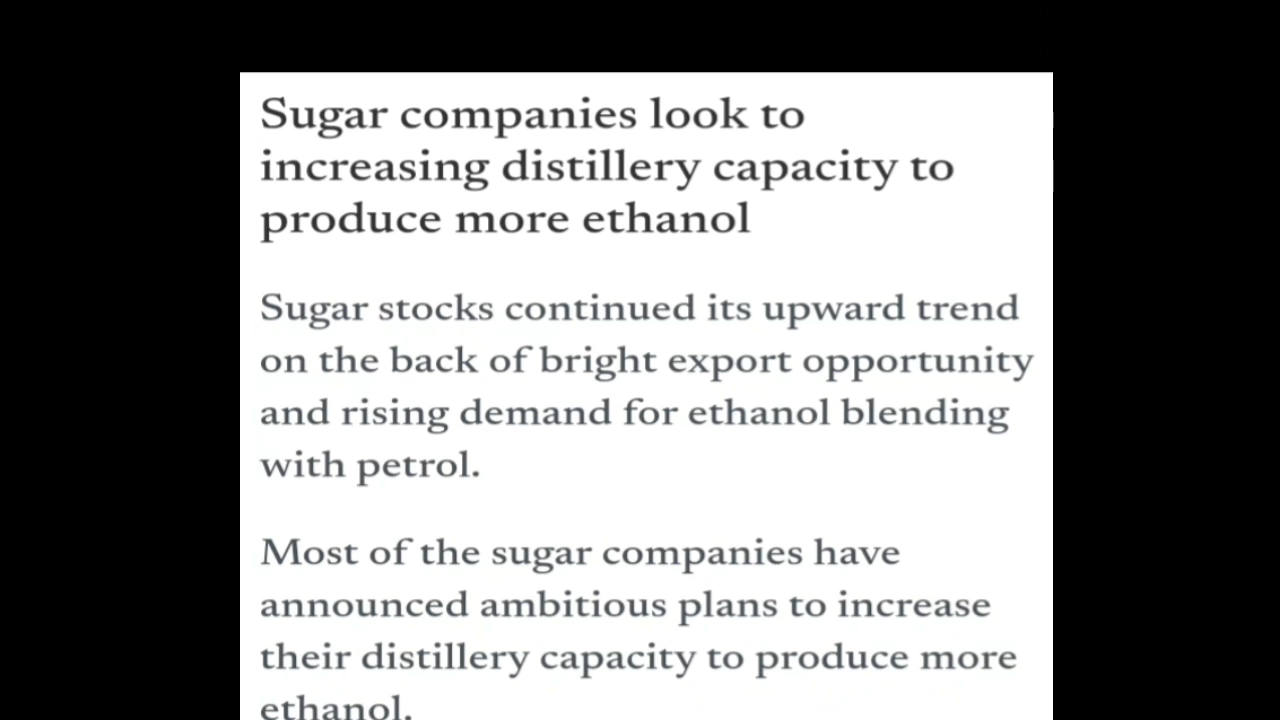 Sugar companies look to
increasing distillery capacity to
produce more ethanol
Sugar stocks continued its upward trend
on the back of bright export opportunity
and rising demand for ethanol blending
with petrol.
Most of the sugar companies have
announced ambitious plans to increase
their distillery capacity to produce more
ethanol.